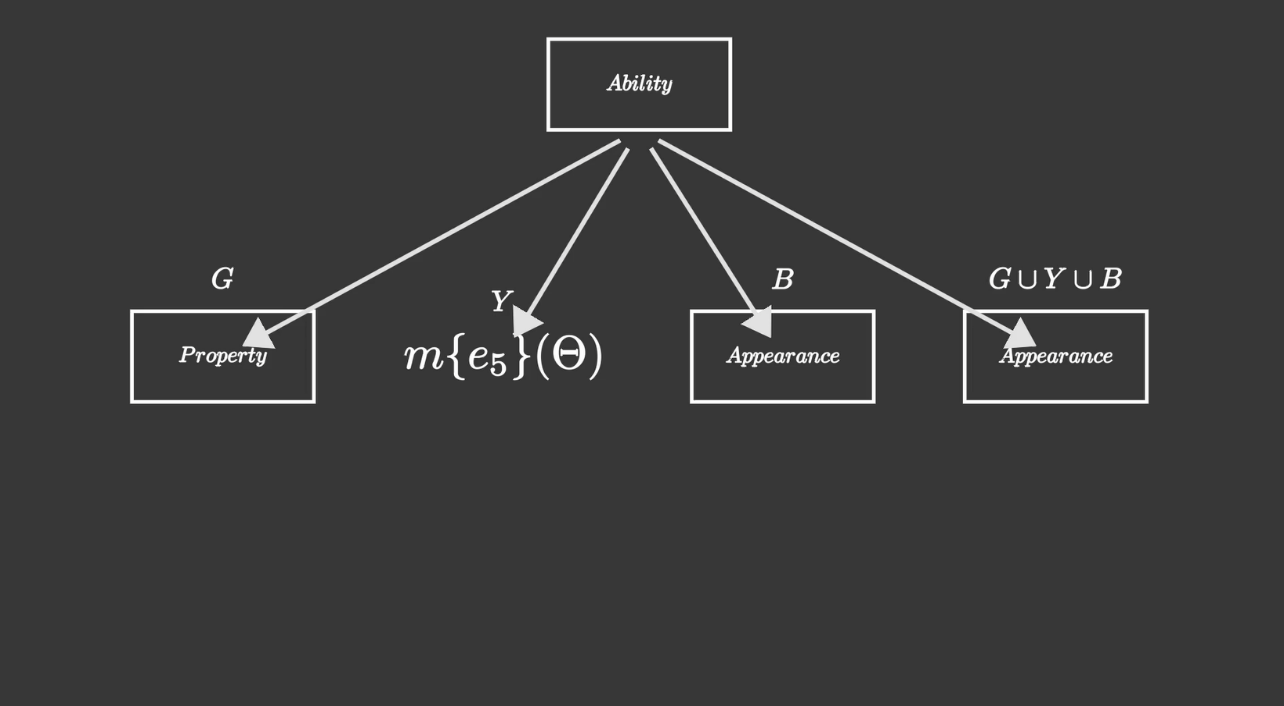 Ability
G
Property
Y
m{e₅}(Θ)
B
Appearance
G ∪ Y ∪ B
Appearance